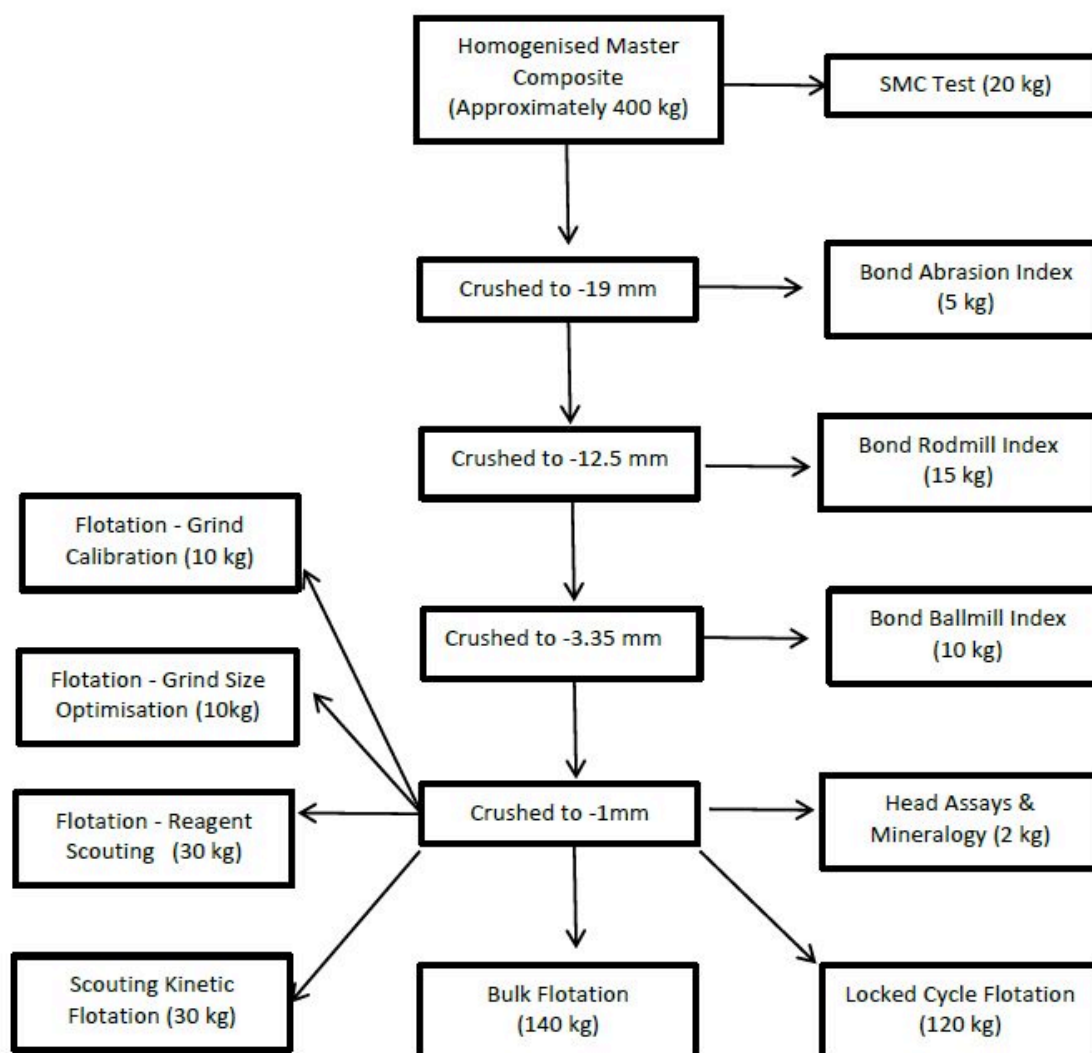 Homogenised Master
Composite
(Approximately 400 kg)
SMC Test (20 kg)
Crushed to -19 mm
Bond Abrasion Index
(5 kg)
Crushed to -12.5 mm
Bond Rodmill Index
(15 kg)
Flotation - Grind
Calibration (10 kg)
Crushed to -3.35 mm
Bond Ballmill Index
(10 kg)
Flotation - Grind Size
Optimisation (10kg)
Crushed to -1mm
Head Assays &
Mineralogy (2 kg)
Flotation - Reagent
Scouting (30 kg)
Scouting Kinetic
Flotation (30 kg)
Bulk Flotation
(140 kg)
Locked Cycle Flotation
(120 kg)